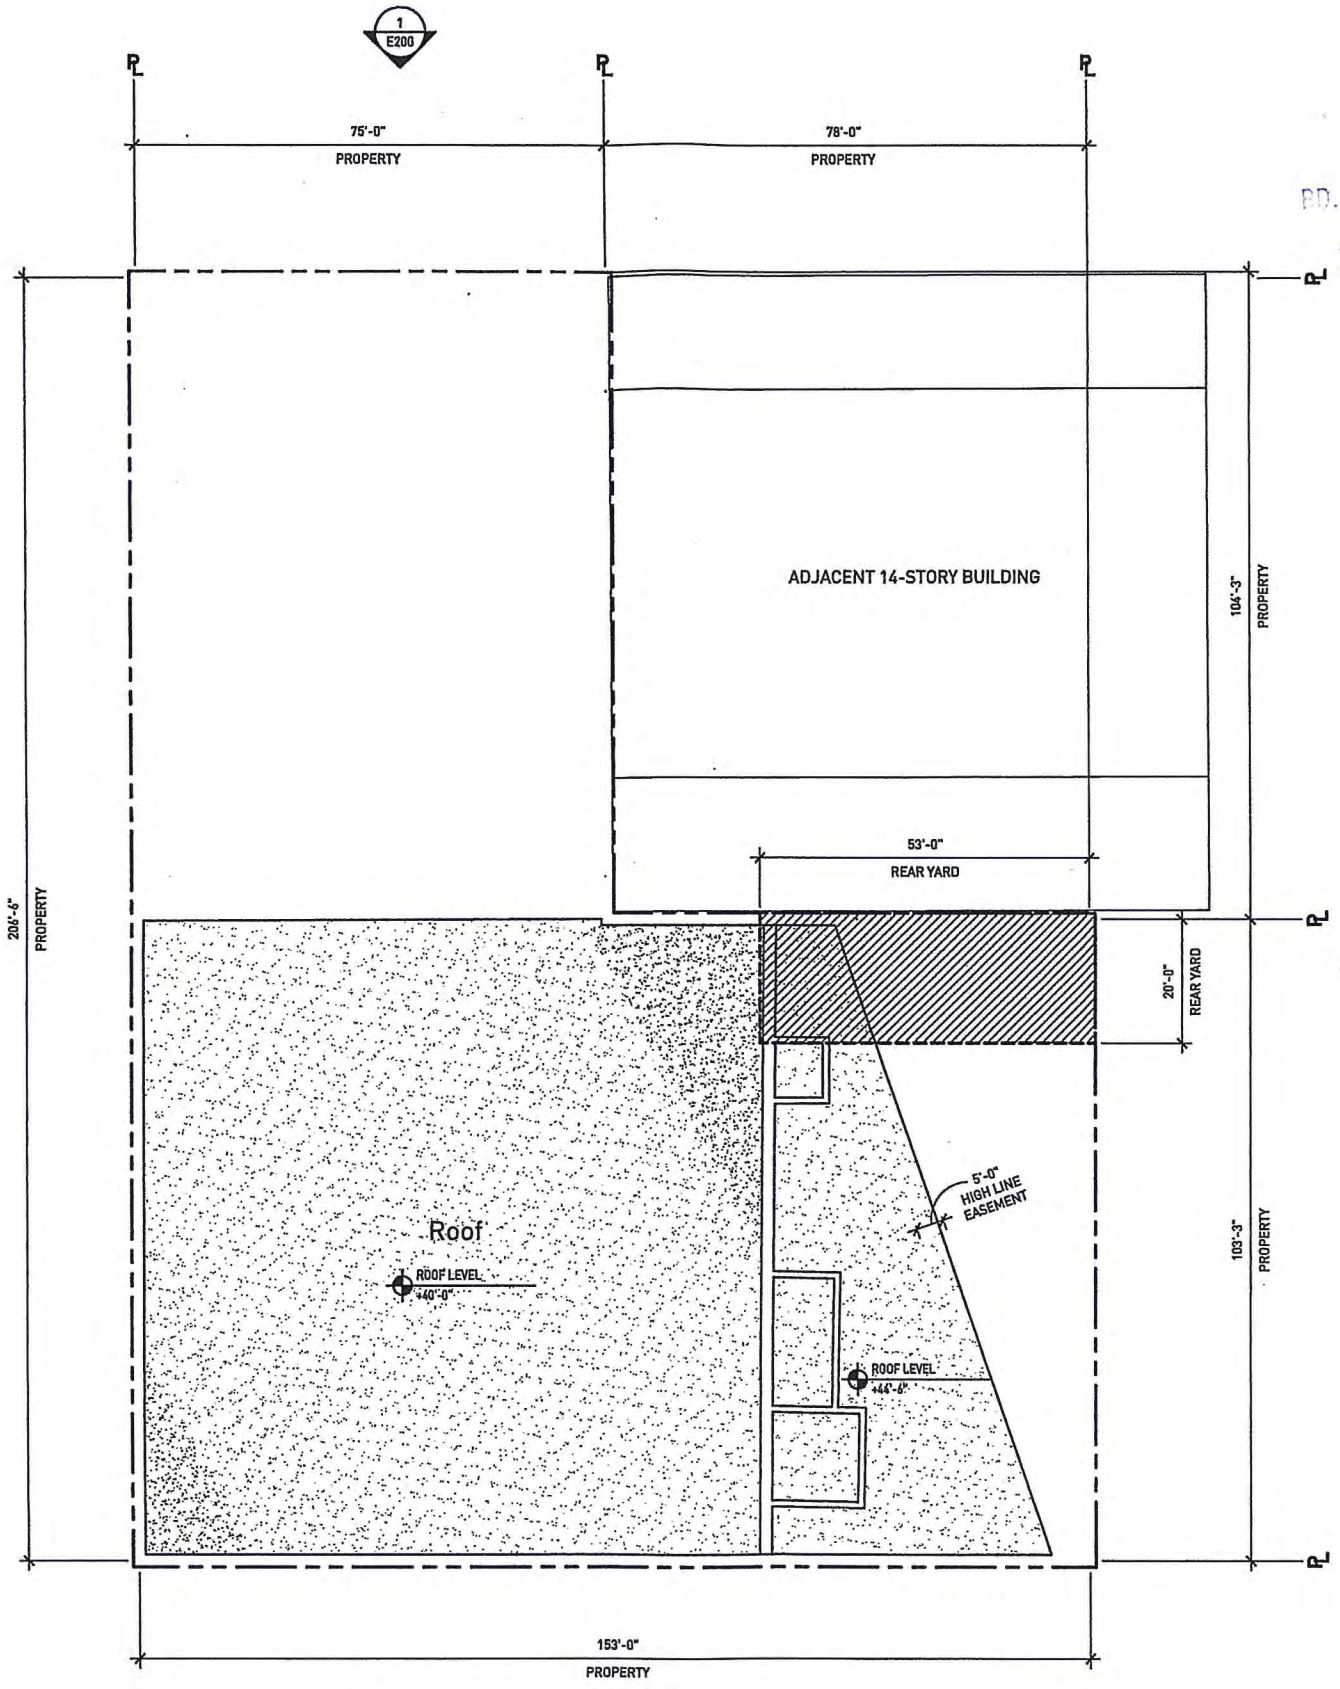 1
E200
PL
PL
PL
75'-0"
PROPERTY
78'-0"
PROPERTY
BD.
PL
ADJACENT 14-STORY BUILDING
104'-3"
PROPERTY
53'-0"
REAR YARD
206'-6"
PROPERTY
PL
20'-0"
REAR YARD
5'-0"
HIGH LINE
EASEMENT
Roof
ROOF LEVEL
+40'-0"
103'-3"
PROPERTY
ROOF LEVEL
+44'-6"
PL
153'-0"
PROPERTY